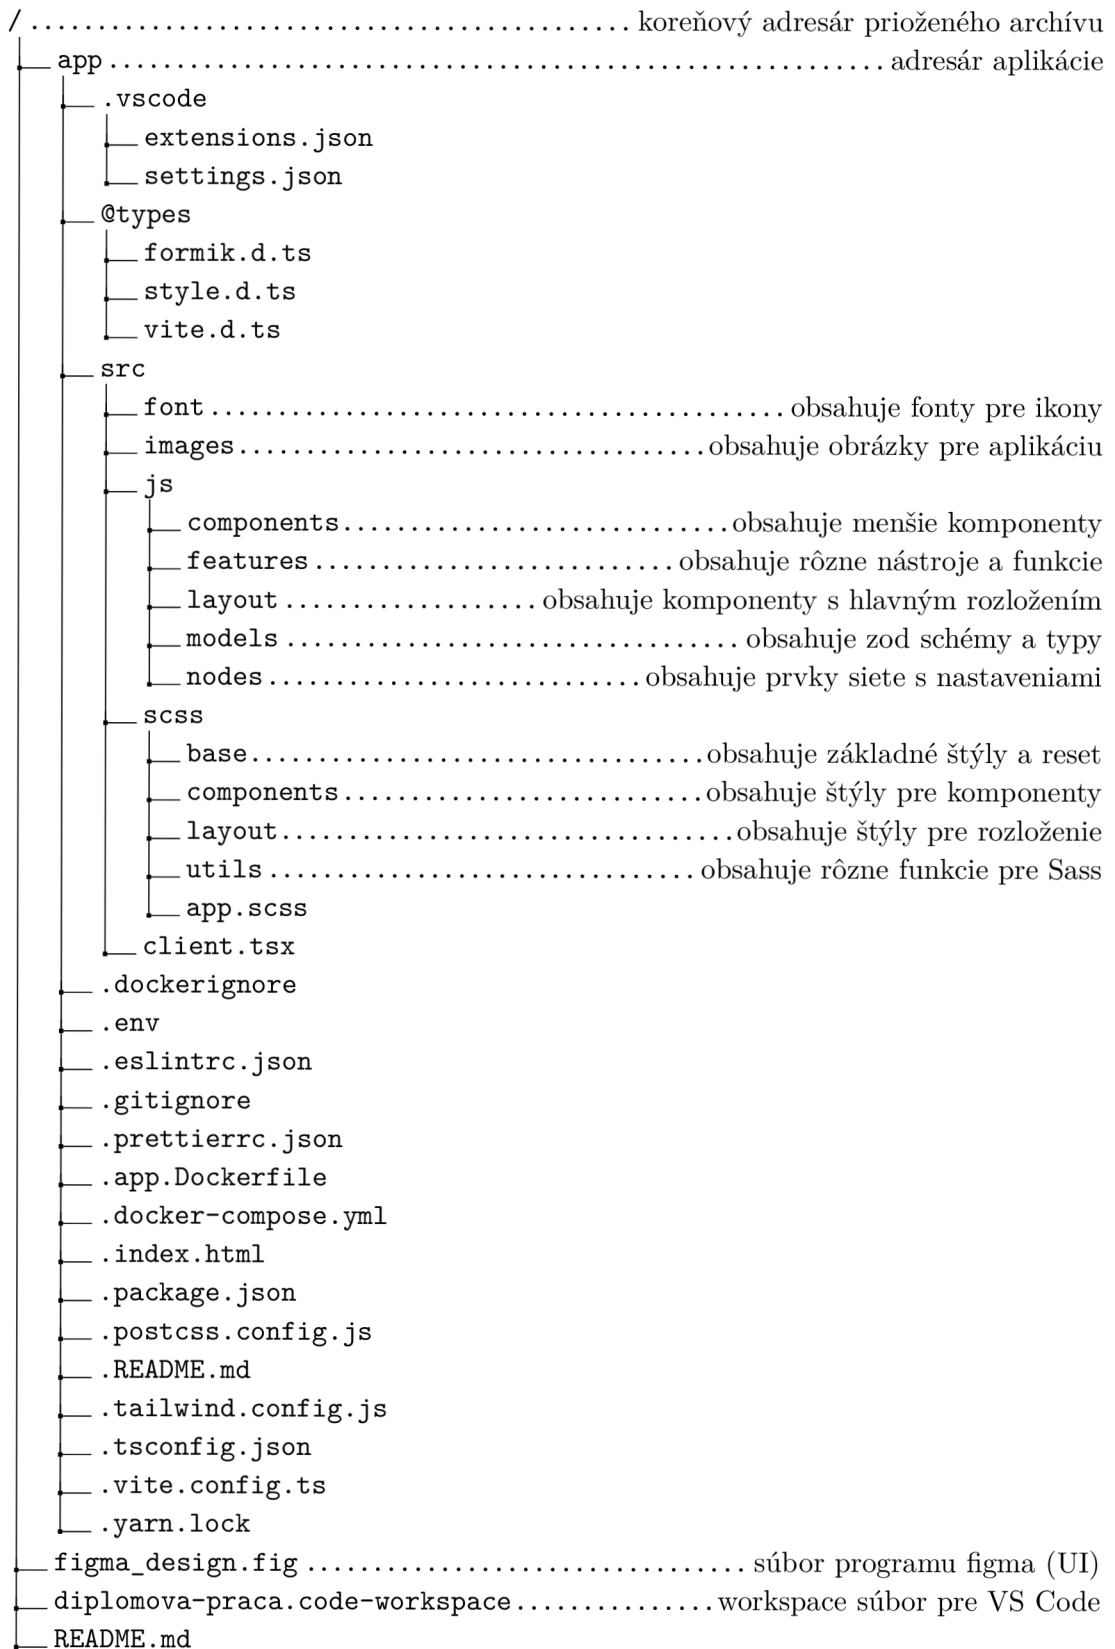 / ............................................. koreňový adresár prioženého archívu
app .......................................................... adresár aplikácie
.vscode
extensions.json
settings.json
@types
formik.d.ts
style.d.ts
vite.d.ts
src
font ........................................... obsahuje fonty pre ikony
images ................................... obsahuje obrázky pre aplikáciu
js
components ............................. obsahuje menšie komponenty
features ........................... obsahuje rôzne nástroje a funkcie
layout ................... obsahuje komponenty s hlavným rozložením
models .................................. obsahuje zod schémy a typy
nodes ............................ obsahuje prvky siete s nastaveniami
scss
base .................................. obsahuje základné štýly a reset
components ........................... obsahuje štýly pre komponenty
layout .................................. obsahuje štýly pre rozloženie
utils ................................ obsahuje rôzne funkcie pre Sass
app.scss
client.tsx
.dockerignore
.env
.eslintrc.json
.gitignore
.prettierrc.json
.app.Dockerfile
.docker-compose.yml
.index.html
.package.json
.postcss.config.js
.README.md
.tailwind.config.js
.tsconfig.json
.vite.config.ts
.yarn.lock
figma_design.fig ................................. súbor programu figma (UI)
diplomova-praca.code-workspace ............... workspace súbor pre VS Code
README.md